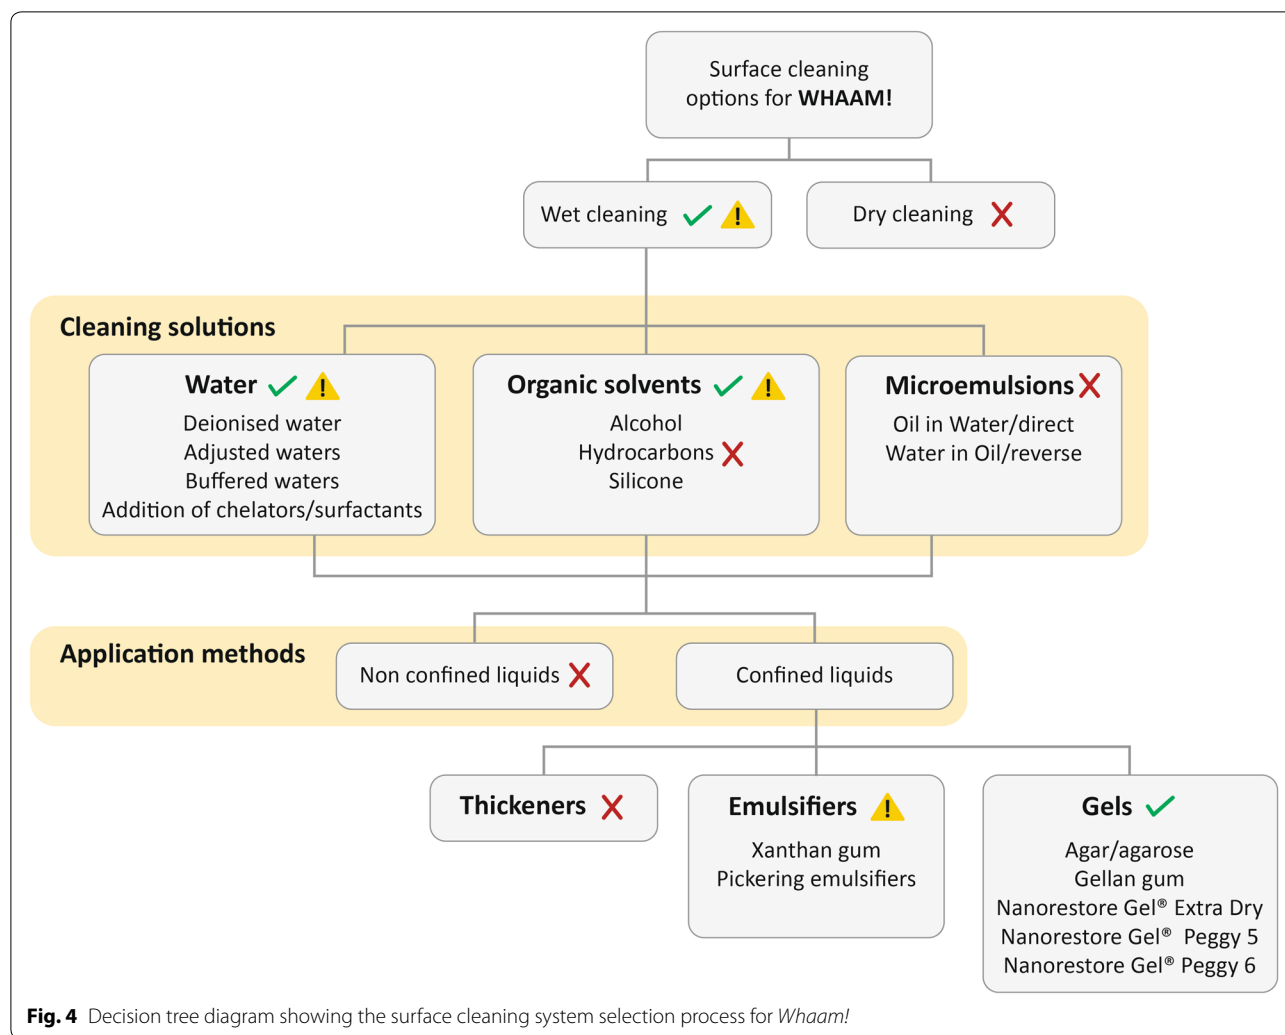 Surface cleaning
options for WHAAM!
Wet cleaning
Dry cleaning
Cleaning solutions
Water
Deionised water
Adjusted waters
Buffered waters
Addition of chelators/surfactants
Organic solvents
Alcohol
Hydrocarbons
Silicone
Microemulsions
Oil in Water/direct
Water in Oil/reverse
Application methods
Non confined liquids
Confined liquids
Thickeners
Emulsifiers
Xanthan gum
Pickering emulsifiers
Gels
Agar/agarose
Gellan gum
Nanorestore Gel® Extra Dry
Nanorestore Gel® Peggy 5
Nanorestore Gel® Peggy 6
Fig. 4 Decision tree diagram showing the surface cleaning system selection process for Whaam!